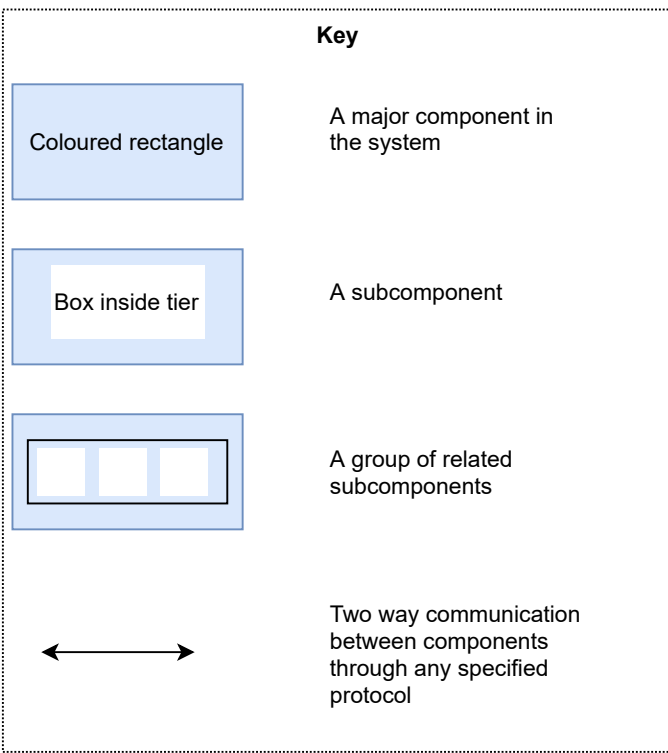 Key
Coloured rectangle
A major component in
the system
Box inside tier
A subcomponent
A group of related
subcomponents
Two way communication
between components
through any specified
protocol